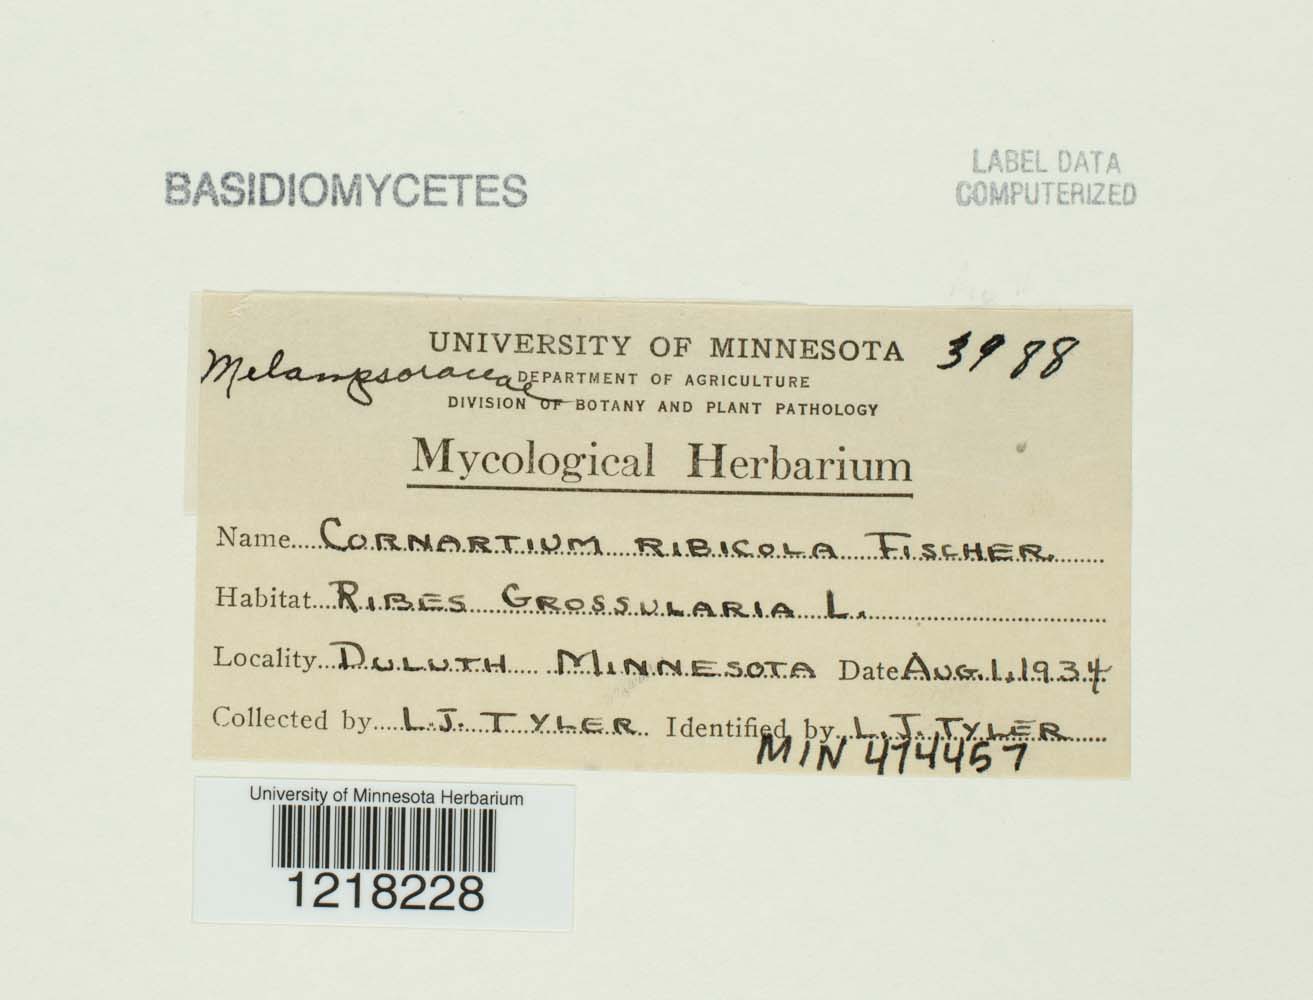 BASIDIOMYCETES
LABEL DATA
COMPUTERIZED
UNIVERSITY OF MINNESOTA 3988
Melampsoraceae
DEPARTMENT OF AGRICULTURE
DIVISION OF BOTANY AND PLANT PATHOLOGY
Mycological Herbarium
Name CORNARTIUM RIBICOLA FISCHER.
Habitat RIBES GROSSULARIA L.
Locality DULUTH MINNESOTA Date AUG. 1, 1934
Collected by L. J. TYLER Identified by L. J. TYLER
MIN 474457
University of Minnesota Herbarium
1218228